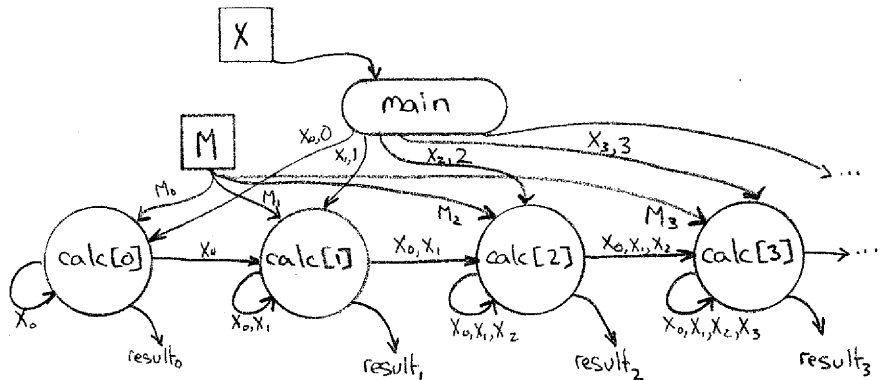 X
main
X₀,0
X₁,1
X₂,2
X₃,3
...
M
M₀
M₁
M₂
M₃
calc[0]
X₀
calc[1]
X₀,X₁
calc[2]
X₀,X₁,X₂
calc[3]
...
X₀
X₀,X₁
X₀,X₁,X₂
X₀,X₁,X₂,X₃
result₀
result₁
result₂
result₃